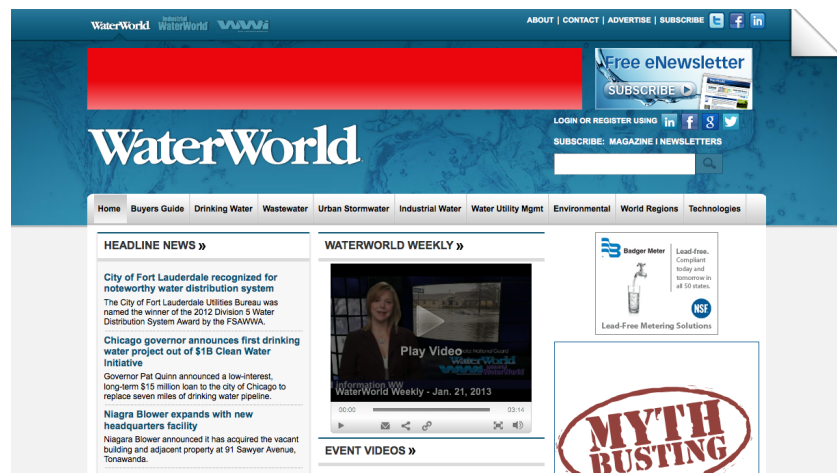 WaterWorld Industrial WaterWorld WWi
ABOUT | CONTACT | ADVERTISE | SUBSCRIBE
Free eNewsletter
SUBSCRIBE
LOGIN OR REGISTER USING
WaterWorld
SUBSCRIBE: MAGAZINE I NEWSLETTERS
Home Buyers Guide Drinking Water Wastewater Urban Stormwater Industrial Water Water Utility Mgmt Environmental World Regions Technologies
HEADLINE NEWS »
City of Fort Lauderdale recognized for
noteworthy water distribution system
The City of Fort Lauderdale Utilities Bureau was
named the winner of the 2012 Division 5 Water
Distribution System Award by the FSAWWA.
Chicago governor announces first drinking
water project out of $1B Clean Water
Initiative
Governor Pat Quinn announced a low-interest,
long-term $15 million loan to the city of Chicago to
replace seven miles of drinking water pipeline.
Niagra Blower expands with new
headquarters facility
Niagara Blower announced it has acquired the vacant
building and adjacent property at 91 Sawyer Avenue,
Tonawanda.
WATERWORLD WEEKLY »
Play Video
WaterWorld
information WW
WaterWorld Weekly - Jan. 21, 2013
00:00 03:14
EVENT VIDEOS »
Badger Meter
Lead-free.
Compliant
today and
tomorrow in
all 50 states.
NSF
Lead-Free Metering Solutions
MYTH
BUSTING